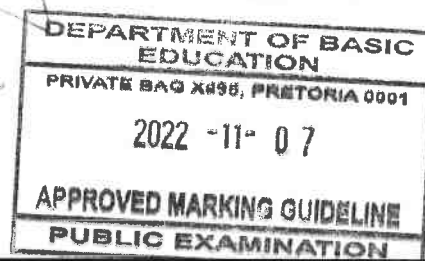 DEPARTMENT OF BASIC
EDUCATION
PRIVATE BAG X895, PRETORIA 0001
2022 -11- 07
APPROVED MARKING GUIDELINE
PUBLIC EXAMINATION